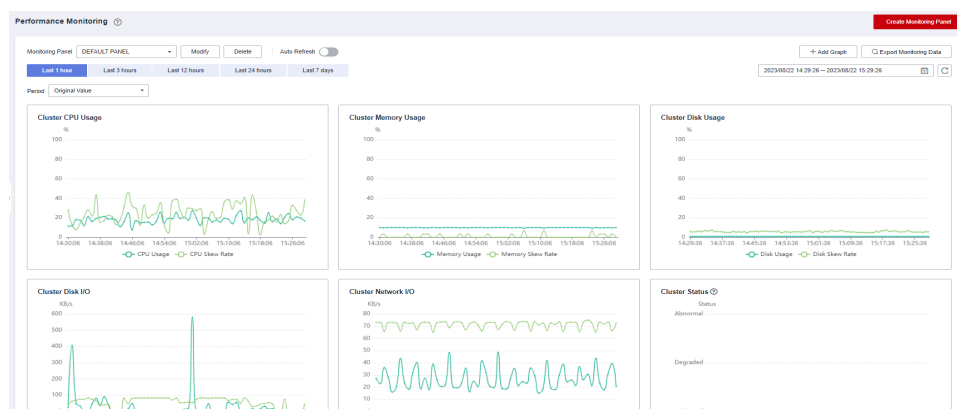 Performance Monitoring
Create Monitoring Panel
Monitoring Panel DEFAULT PANEL Modify Delete Auto Refresh
+ Add Graph Export Monitoring Data
Last 1 hour Last 3 hours Last 12 hours Last 24 hours Last 7 days
2023/08/22 14:29:26 — 2023/08/22 15:29:26
Period Original Value
Cluster CPU Usage
%
100
80
60
40
20
0
14:30:06 14:38:06 14:46:06 14:54:06 15:02:06 15:10:06 15:18:06 15:26:06
CPU Usage CPU Skew Rate
Cluster Memory Usage
%
100
80
60
40
20
0
14:30:06 14:38:06 14:46:06 14:54:06 15:02:06 15:10:06 15:18:06 15:26:06
Memory Usage Memory Skew Rate
Cluster Disk Usage
%
100
80
60
40
20
0
14:29:36 14:37:36 14:45:36 14:53:36 15:01:36 15:09:36 15:17:36 15:25:36
Disk Usage Disk Skew Rate
Cluster Disk I/O
KB/s
600
500
400
300
200
100
Cluster Network I/O
KB/s
80
70
60
50
40
30
20
10
Cluster Status
Status
Abnormal
Degraded